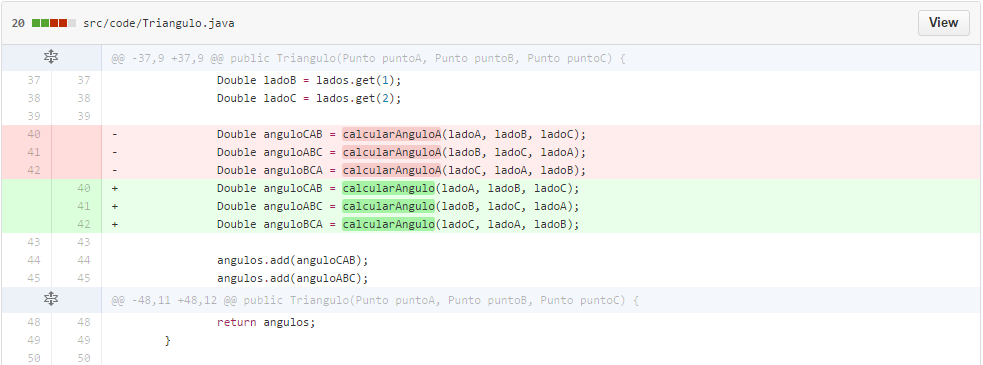 20 src/code/Triangulo.java View
@@ -37,9 +37,9 @@ public Triangulo(Punto puntoA, Punto puntoB, Punto puntoC) {
37 37 Double ladoB = lados.get(1);
38 38 Double ladoC = lados.get(2);
39 39
40 - Double anguloCAB = calcularAnguloA(ladoA, ladoB, ladoC);
41 - Double anguloABC = calcularAnguloA(ladoB, ladoC, ladoA);
42 - Double anguloBCA = calcularAnguloA(ladoC, ladoA, ladoB);
40 + Double anguloCAB = calcularAngulo(ladoA, ladoB, ladoC);
41 + Double anguloABC = calcularAngulo(ladoB, ladoC, ladoA);
42 + Double anguloBCA = calcularAngulo(ladoC, ladoA, ladoB);
43 43
44 44 angulos.add(anguloCAB);
45 45 angulos.add(anguloABC);
@@ -48,11 +48,12 @@ public Triangulo(Punto puntoA, Punto puntoB, Punto puntoC) {
48 48 return angulos;
49 49 }
50 50